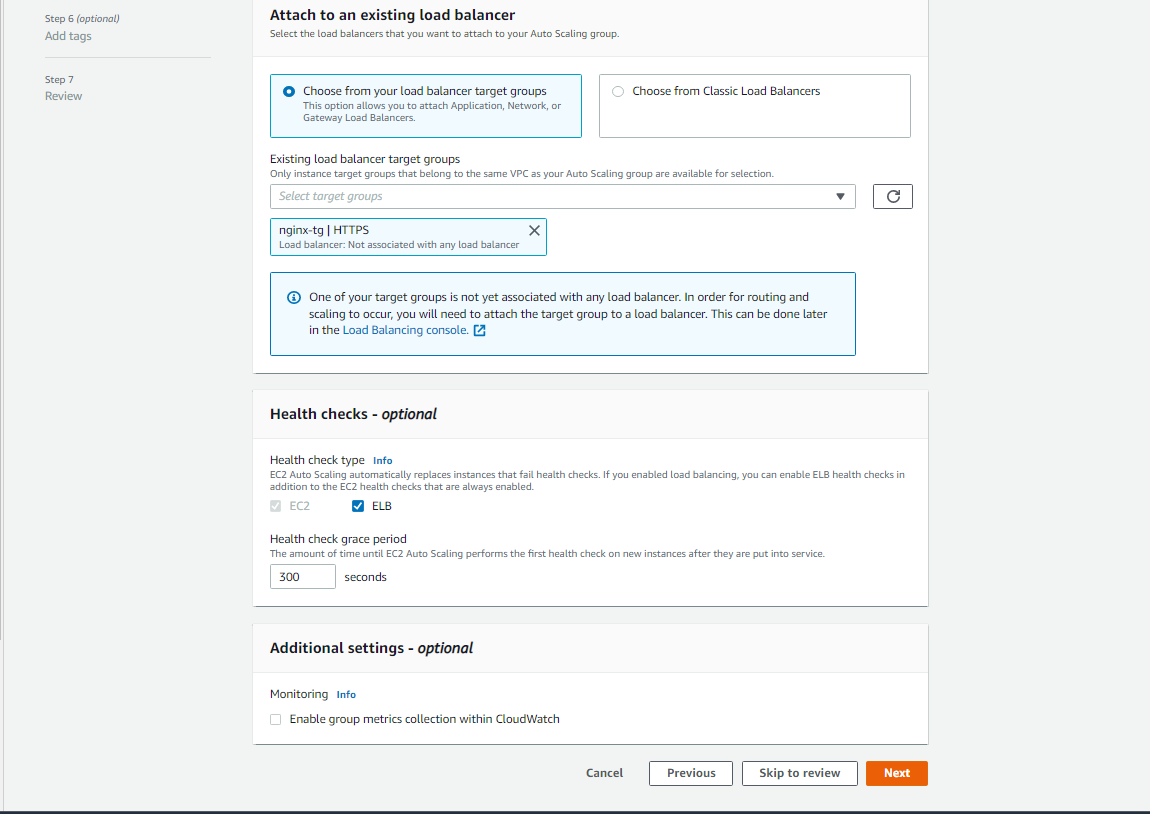 Step 6 (optional)
Add tags
Step 7
Review
Attach to an existing load balancer
Select the load balancers that you want to attach to your Auto Scaling group.
Choose from your load balancer target groups
This option allows you to attach Application, Network, or
Gateway Load Balancers.
Choose from Classic Load Balancers
Existing load balancer target groups
Only instance target groups that belong to the same VPC as your Auto Scaling group are available for selection.
Select target groups
nginx-tg | HTTPS
Load balancer: Not associated with any load balancer
One of your target groups is not yet associated with any load balancer. In order for routing and
scaling to occur, you will need to attach the target group to a load balancer. This can be done later
in the Load Balancing console.
Health checks - optional
Health check type Info
EC2 Auto Scaling automatically replaces instances that fail health checks. If you enabled load balancing, you can enable ELB health checks in
addition to the EC2 health checks that are always enabled.
EC2 ELB
Health check grace period
The amount of time until EC2 Auto Scaling performs the first health check on new instances after they are put into service.
300 seconds
Additional settings - optional
Monitoring Info
Enable group metrics collection within CloudWatch
Cancel Previous Skip to review Next